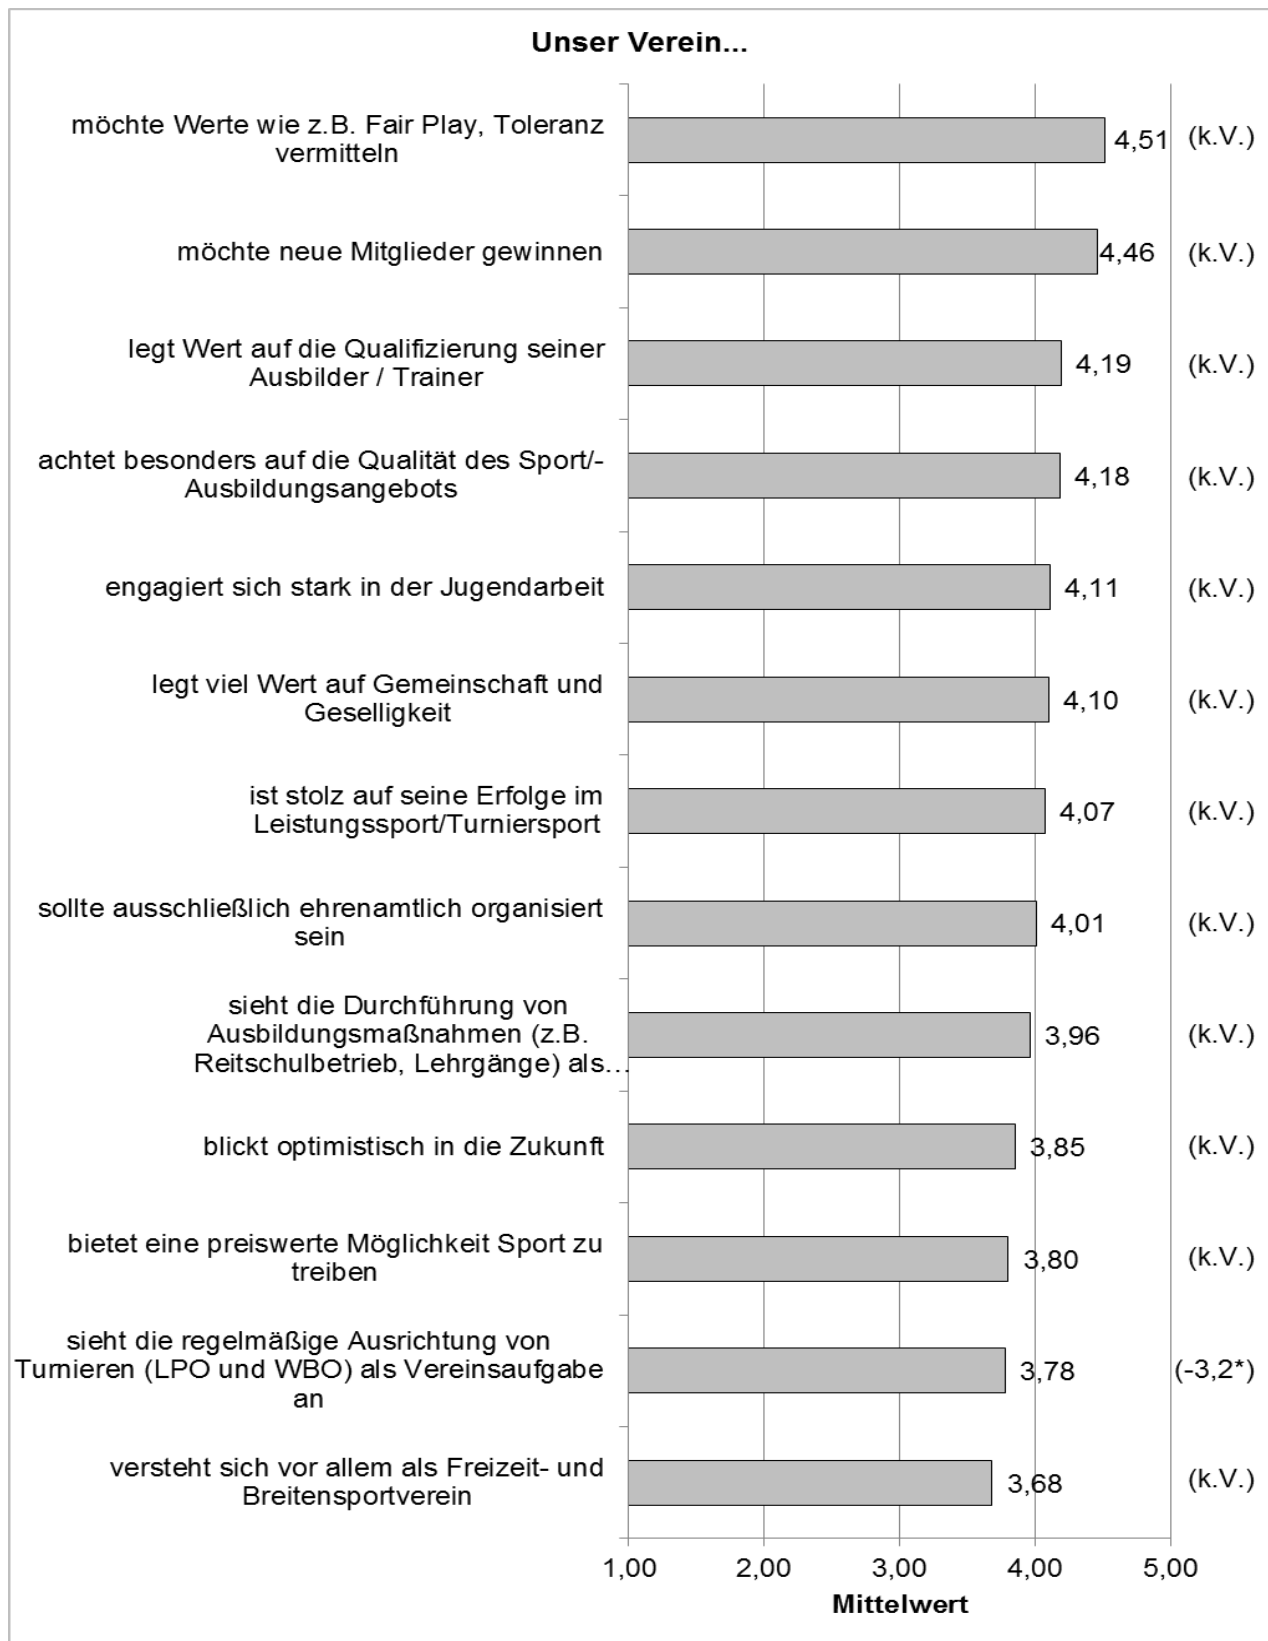 Unser Verein...
möchte Werte wie z.B. Fair Play, Toleranz
vermitteln
4,51 (k.V.)
möchte neue Mitglieder gewinnen
4,46 (k.V.)
legt Wert auf die Qualifizierung seiner
Ausbilder / Trainer
4,19 (k.V.)
achtet besonders auf die Qualität des Sport/-
Ausbildungsangebots
4,18 (k.V.)
engagiert sich stark in der Jugendarbeit
4,11 (k.V.)
legt viel Wert auf Gemeinschaft und
Geselligkeit
4,10 (k.V.)
ist stolz auf seine Erfolge im
Leistungssport/Turniersport
4,07 (k.V.)
sollte ausschließlich ehrenamtlich organisiert
sein
4,01 (k.V.)
sieht die Durchführung von
Ausbildungsmaßnahmen (z.B.
Reitschulbetrieb, Lehrgänge) als…
3,96 (k.V.)
blickt optimistisch in die Zukunft
3,85 (k.V.)
bietet eine preiswerte Möglichkeit Sport zu
treiben
3,80 (k.V.)
sieht die regelmäßige Ausrichtung von
Turnieren (LPO und WBO) als Vereinsaufgabe
an
3,78 (-3,2*)
versteht sich vor allem als Freizeit- und
Breitensportverein
3,68 (k.V.)
1,00 2,00 3,00 4,00 5,00
Mittelwert